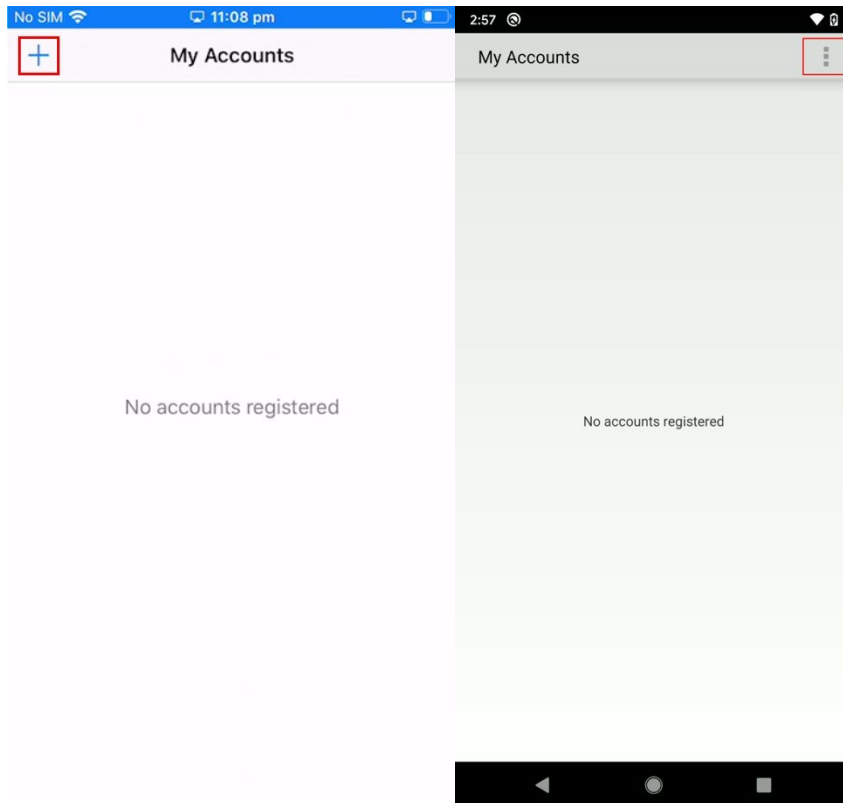 No SIM 11:08 pm
My Accounts
No accounts registered
2:57
My Accounts
No accounts registered